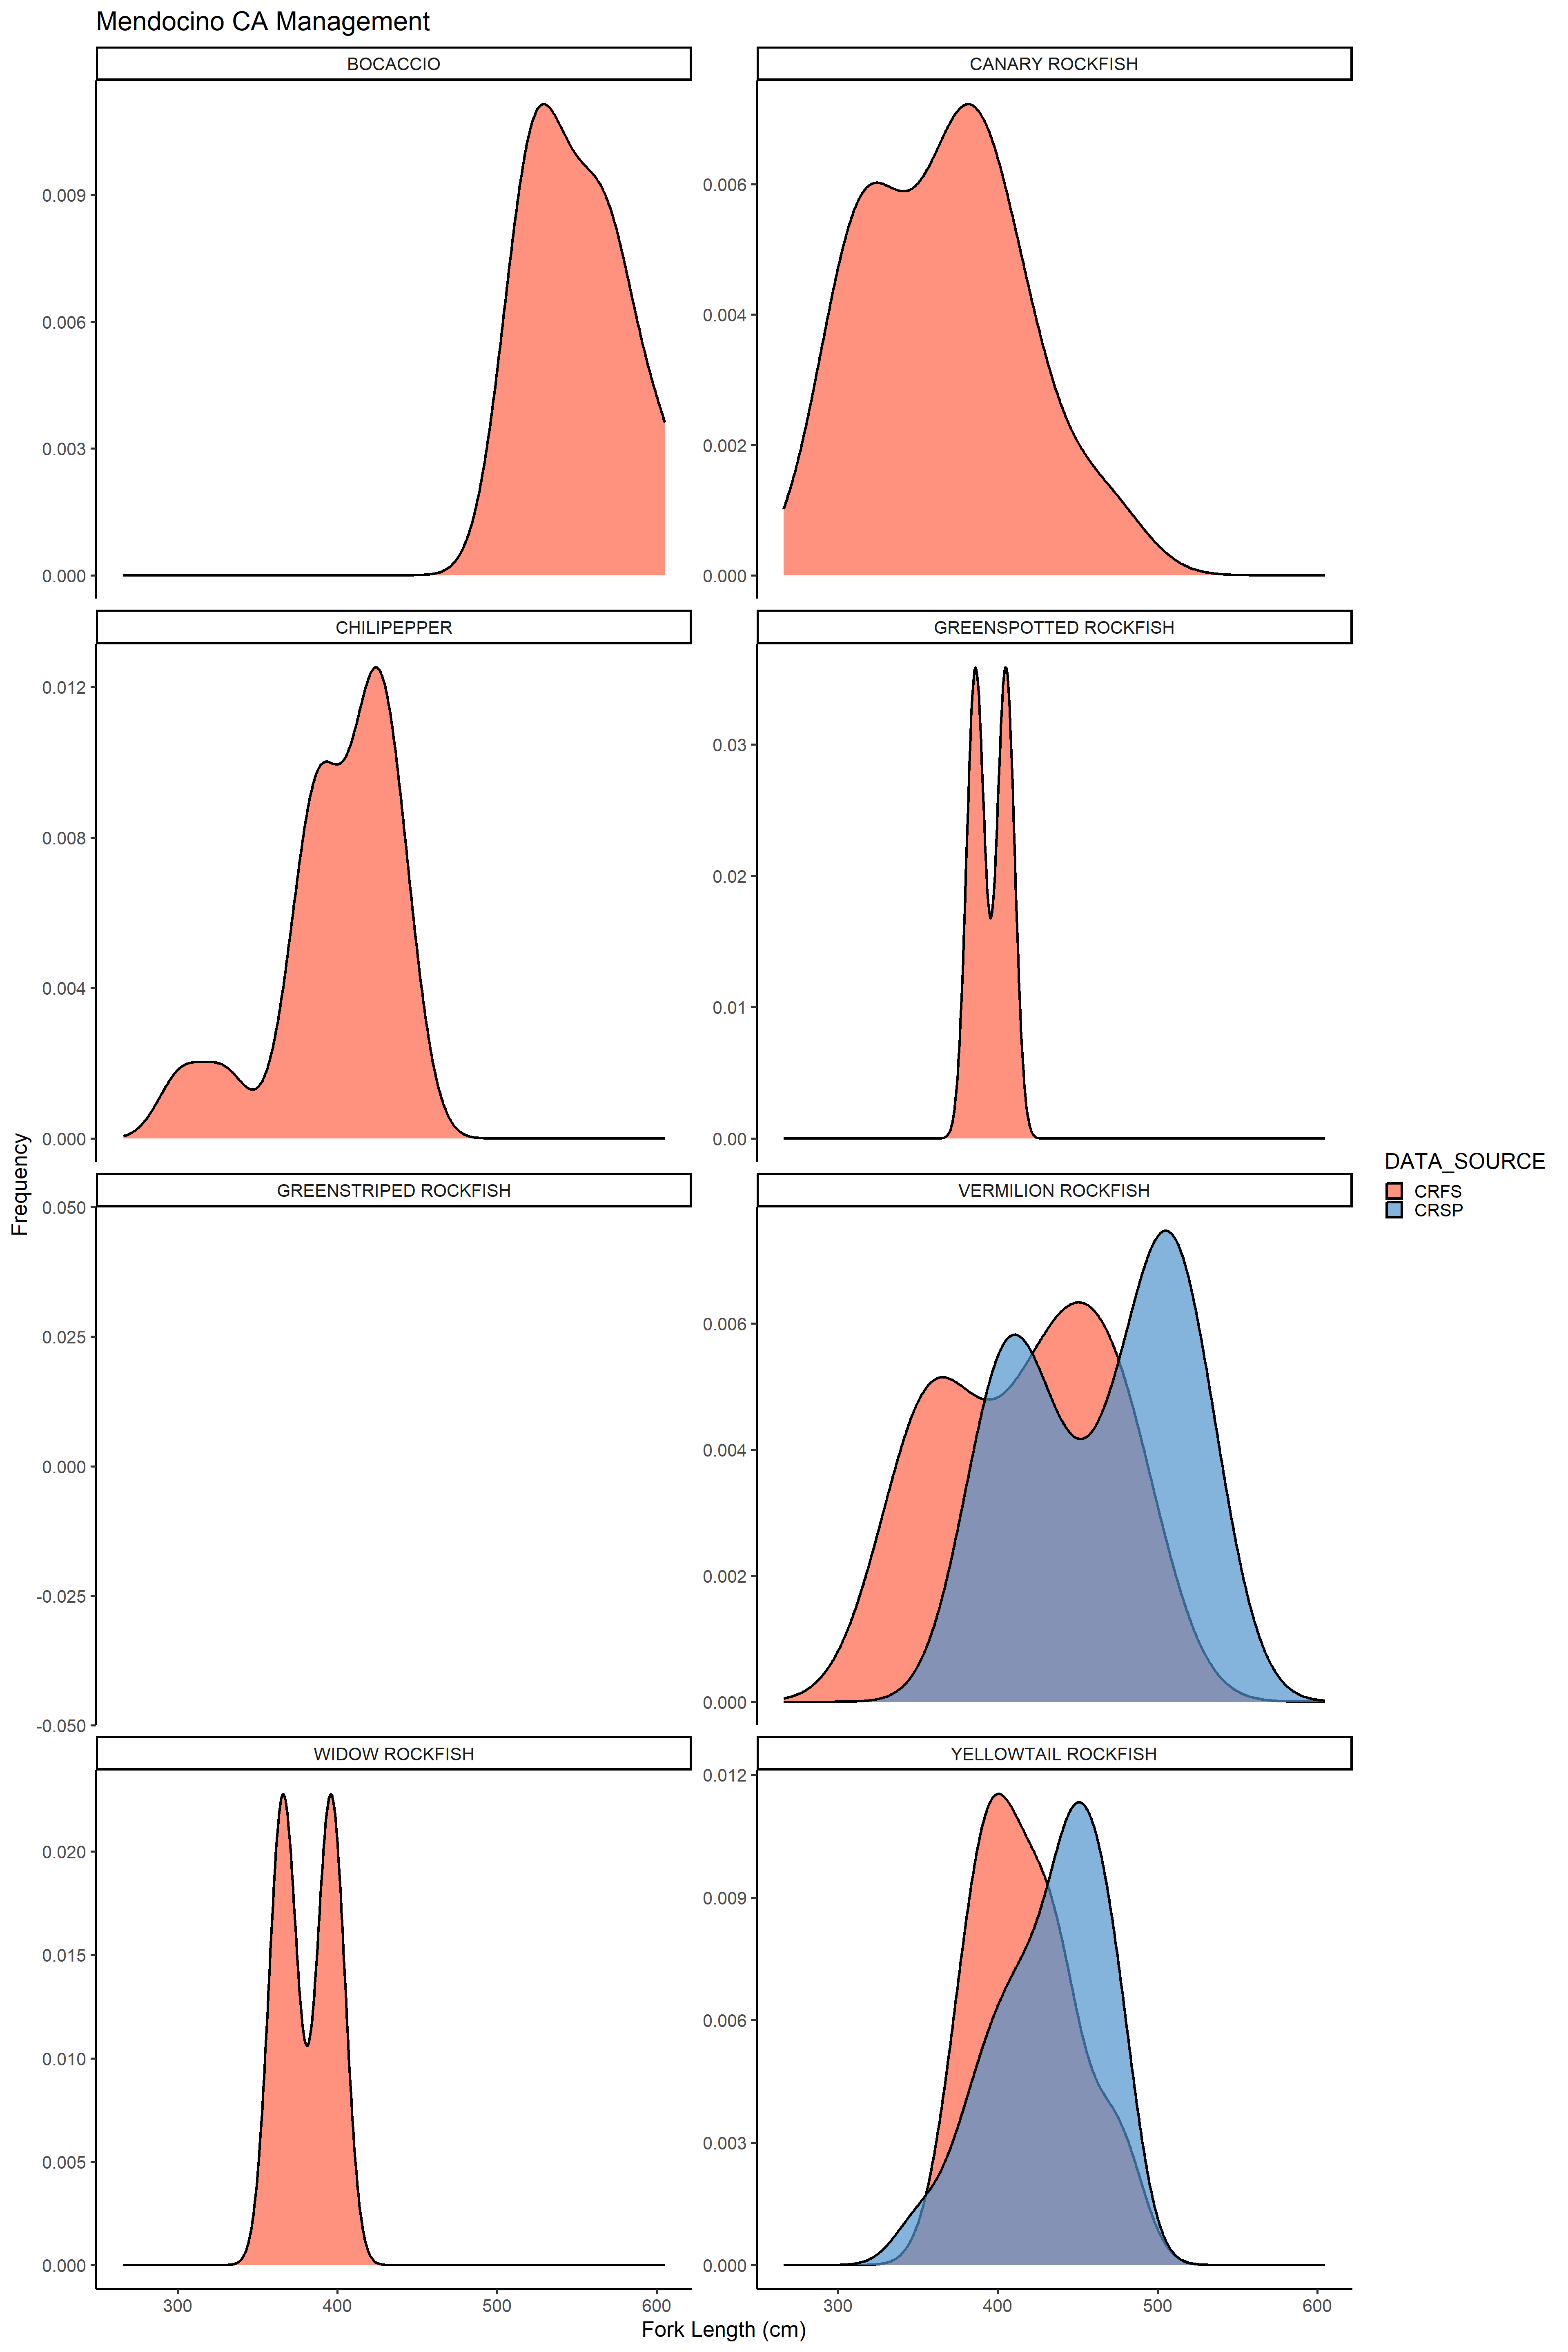 Mendocino CA Management
BOCACCIO
0.009
0.006
0.003
0.000
CANARY ROCKFISH
0.006
0.004
0.002
0.000
CHILIPEPPER
0.012
0.008
0.004
0.000
GREENSPOTTED ROCKFISH
0.03
0.02
0.01
0.00
GREENSTRIPED ROCKFISH
0.050
0.025
0.000
-0.025
-0.050
VERMILION ROCKFISH
0.006
0.004
0.002
0.000
WIDOW ROCKFISH
0.020
0.015
0.010
0.005
0.000
300 400 500 600
YELLOWTAIL ROCKFISH
0.012
0.009
0.006
0.003
0.000
300 400 500 600
Frequency
Fork Length (cm)
DATA_SOURCE
CRFS
CRSP